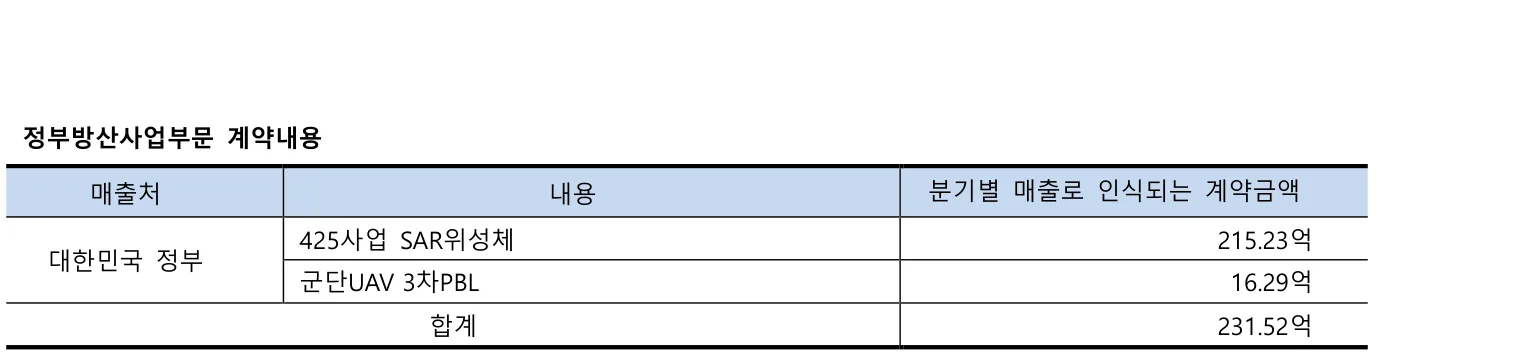 정부방산사업부문 계약내용
매출처 내용 분기별 매출로 인식되는 계약금액
대한민국 정부
425사업 SAR위성체 215.23억
군단UAV 3차PBL 16.29억
합계 231.52억